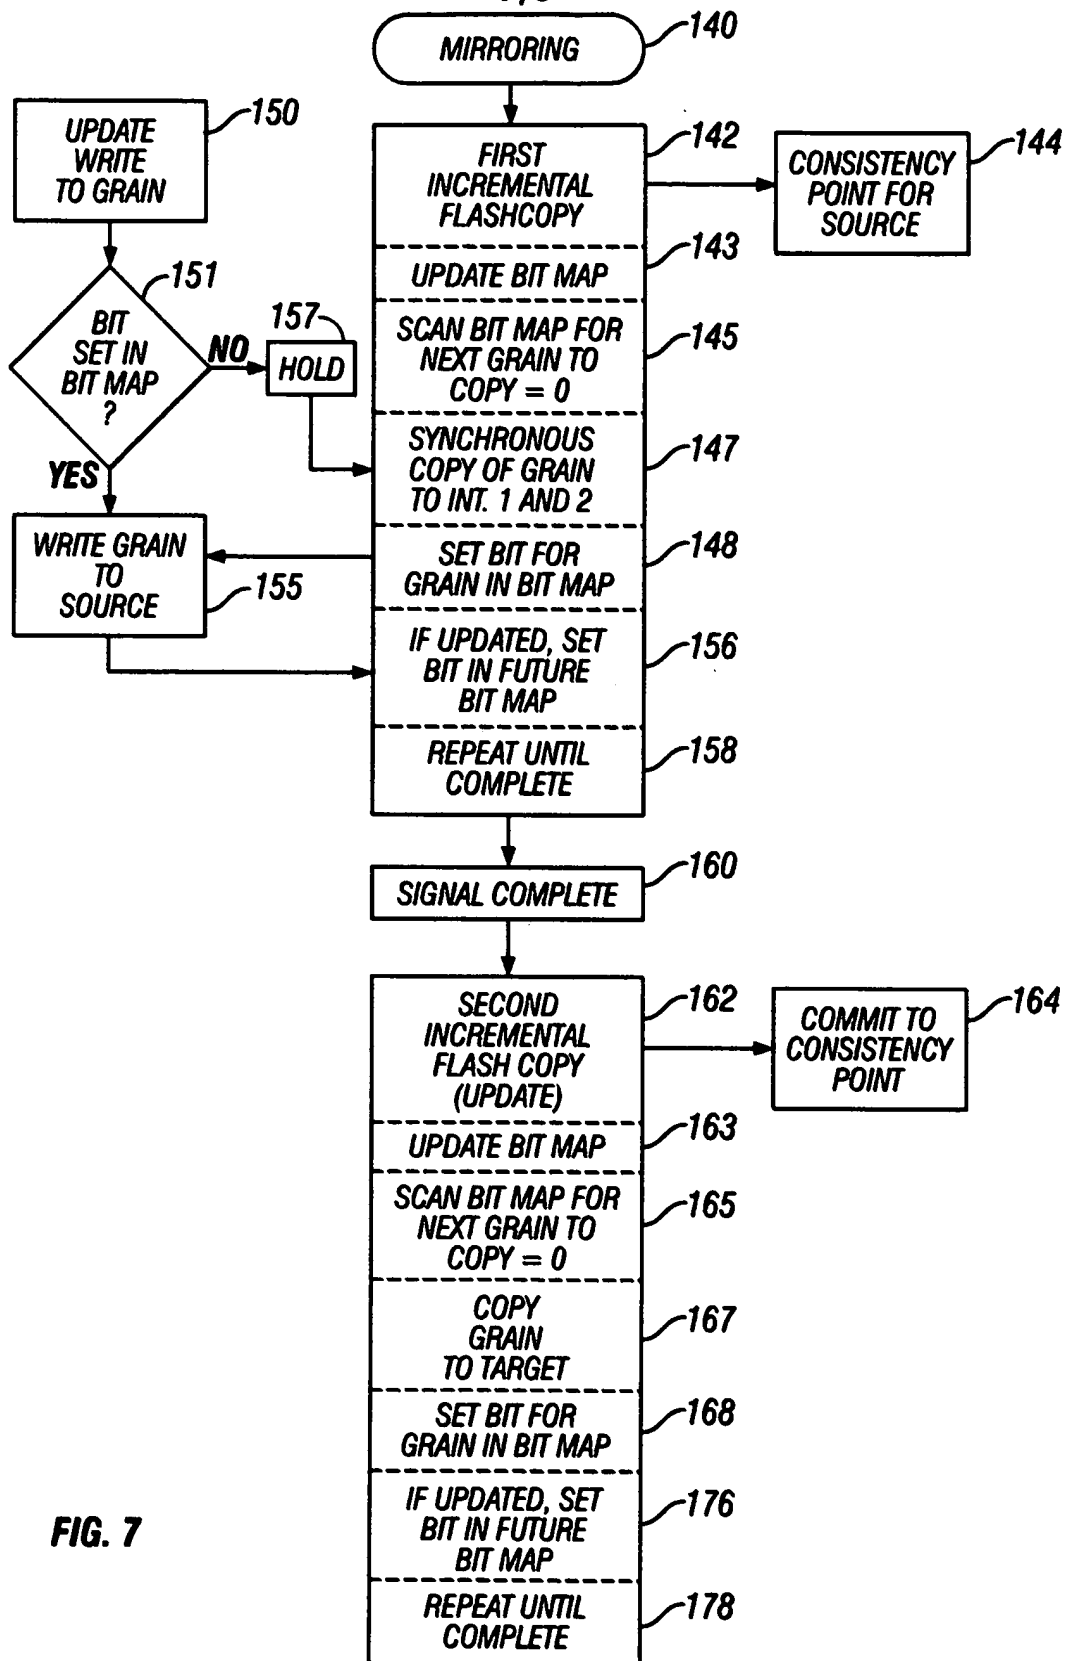 MIRRORING
140
150
UPDATE
WRITE
TO GRAIN
151
BIT
SET IN
BIT MAP
?
NO
YES
157
HOLD
WRITE GRAIN
TO
SOURCE
155
FIRST
INCREMENTAL
FLASHCOPY
142
CONSISTENCY
POINT FOR
SOURCE
144
UPDATE BIT MAP
143
SCAN BIT MAP FOR
NEXT GRAIN TO
COPY = 0
145
SYNCHRONOUS
COPY OF GRAIN
TO INT. 1 AND 2
147
SET BIT FOR
GRAIN IN BIT MAP
148
IF UPDATED, SET
BIT IN FUTURE
BIT MAP
156
REPEAT UNTIL
COMPLETE
158
SIGNAL COMPLETE
160
SECOND
INCREMENTAL
FLASH COPY
(UPDATE)
162
COMMIT TO
CONSISTENCY
POINT
164
UPDATE BIT MAP
163
SCAN BIT MAP FOR
NEXT GRAIN TO
COPY = 0
165
COPY
GRAIN
TO TARGET
167
SET BIT FOR
GRAIN IN BIT MAP
168
IF UPDATED, SET
BIT IN FUTURE
BIT MAP
176
REPEAT UNTIL
COMPLETE
178
FIG. 7